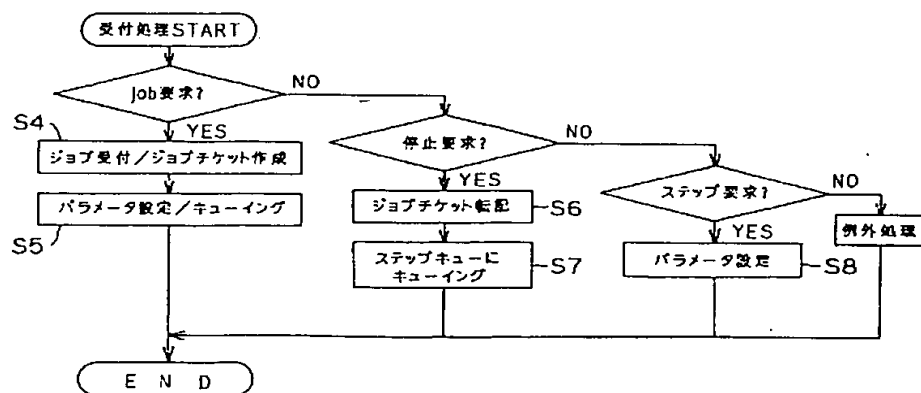 受付処理START
Job要求?
NO
YES
S4
ジョブ受付/ジョブチケット作成
パラメータ設定/キューイング
S5
停止要求?
NO
YES
ジョブチケット転記
S6
ステップキューに
キューイング
S7
ステップ要求?
NO
YES
パラメータ設定
S8
例外処理
E N D